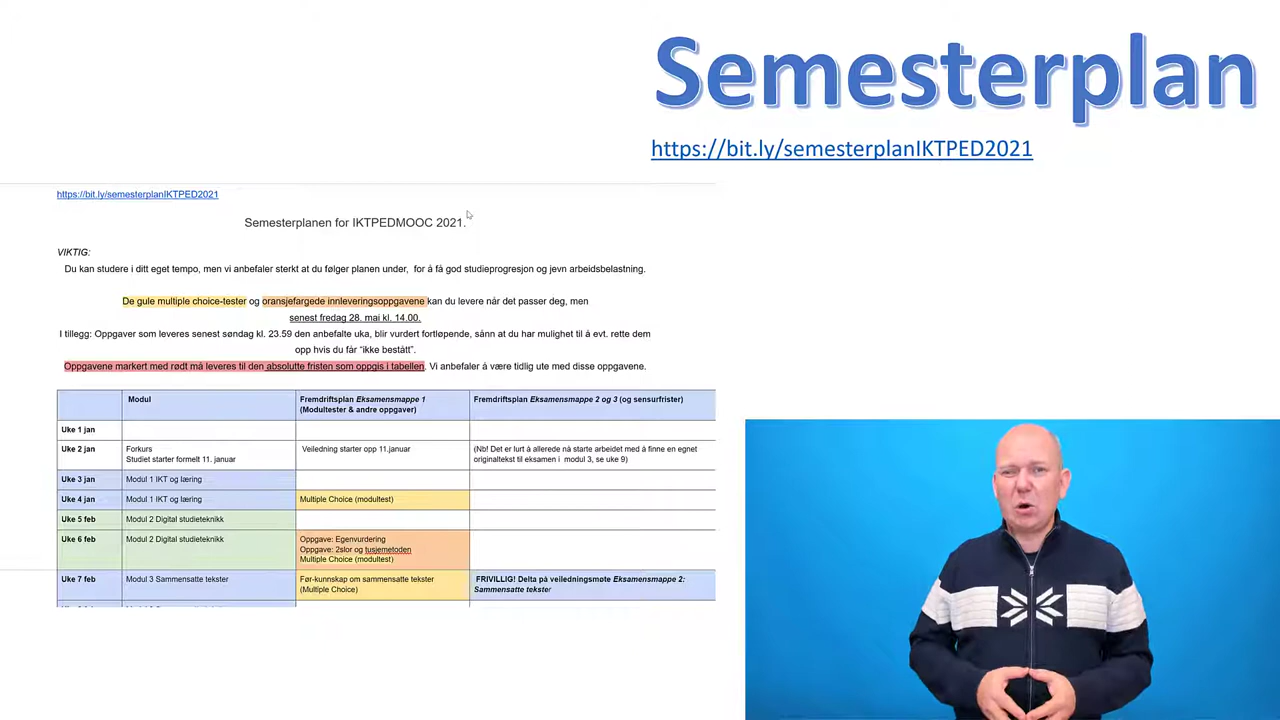 Semesterplan
https://bit.ly/semesterplanIKTPED2021
https://bit.ly/semesterplanIKTPED2021
Semesterplanen for IKTPEDMOOC 2021.
VIKTIG:
Du kan studere i ditt eget tempo, men vi anbefaler sterkt at du følger planen under, for å få god studieprogresjon og jevn arbeidsbelastning.
De gule multiple choice-tester og oransjefargede innleveringsoppgavene kan du levere når det passer deg, men
senest fredag 28. mai kl. 14.00.
I tillegg: Oppgaver som leveres senest søndag kl. 23.59 den anbefalte uka, blir vurdert fortløpende, sånn at du har mulighet til å evt. rette dem
opp hvis du får "ikke bestått".
Oppgavene markert med rødt må leveres til den absolutte fristen som oppgis i tabellen. Vi anbefaler å være tidlig ute med disse oppgavene.
Modul
Fremdriftsplan Eksamensmappe 1
(Modultester & andre oppgaver)
Fremdriftsplan Eksamensmappe 2 og 3 (og sensurfrister)
Uke 1 jan
Uke 2 jan
Forkurs
Studiet starter formelt 11. januar
Veiledning starter opp 11.januar
(Nb! Det er lurt å allerede nå starte arbeidet med å finne en egnet
originaltekst til eksamen i modul 3, se uke 9)
Uke 3 jan
Modul 1 IKT og læring
Uke 4 jan
Modul 1 IKT og læring
Multiple Choice (modultest)
Uke 5 feb
Modul 2 Digital studieteknikk
Uke 6 feb
Modul 2 Digital studieteknikk
Oppgave: Egenvurdering
Oppgave: 2slor og tusjemetoden
Multiple Choice (modultest)
Uke 7 feb
Modul 3 Sammensatte tekster
Før-kunnskap om sammensatte tekster
(Multiple Choice)
FRIVILLIG! Delta på veiledningsmøte Eksamensmappe 2:
Sammensatte tekster